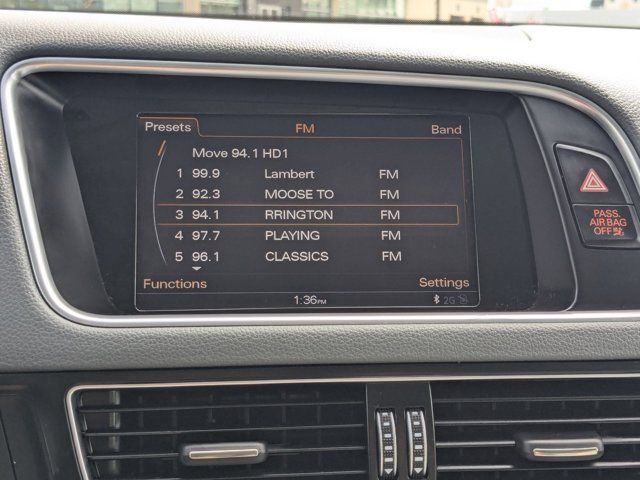 Presets FM Band
Move 94.1 HD1
1 99.9 Lambert FM
2 92.3 MOOSE TO FM
3 94.1 RRINGTON FM
4 97.7 PLAYING FM
5 96.1 CLASSICS FM
Functions Settings
1:36PM 2G
PASS.
AIR BAG
OFF